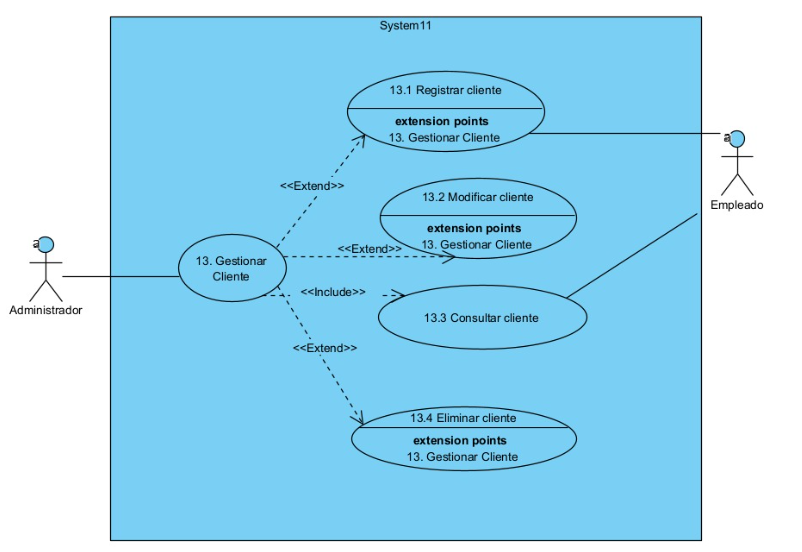 System11
13.1 Registrar cliente
extension points
13. Gestionar Cliente
<<Extend>>
a
Empleado
13.2 Modificar cliente
extension points
13. Gestionar Cliente
<<Extend>>
a
Administrador
13. Gestionar
Cliente
<<Include>>
13.3 Consultar cliente
<<Extend>>
13.4 Eliminar cliente
extension points
13. Gestionar Cliente